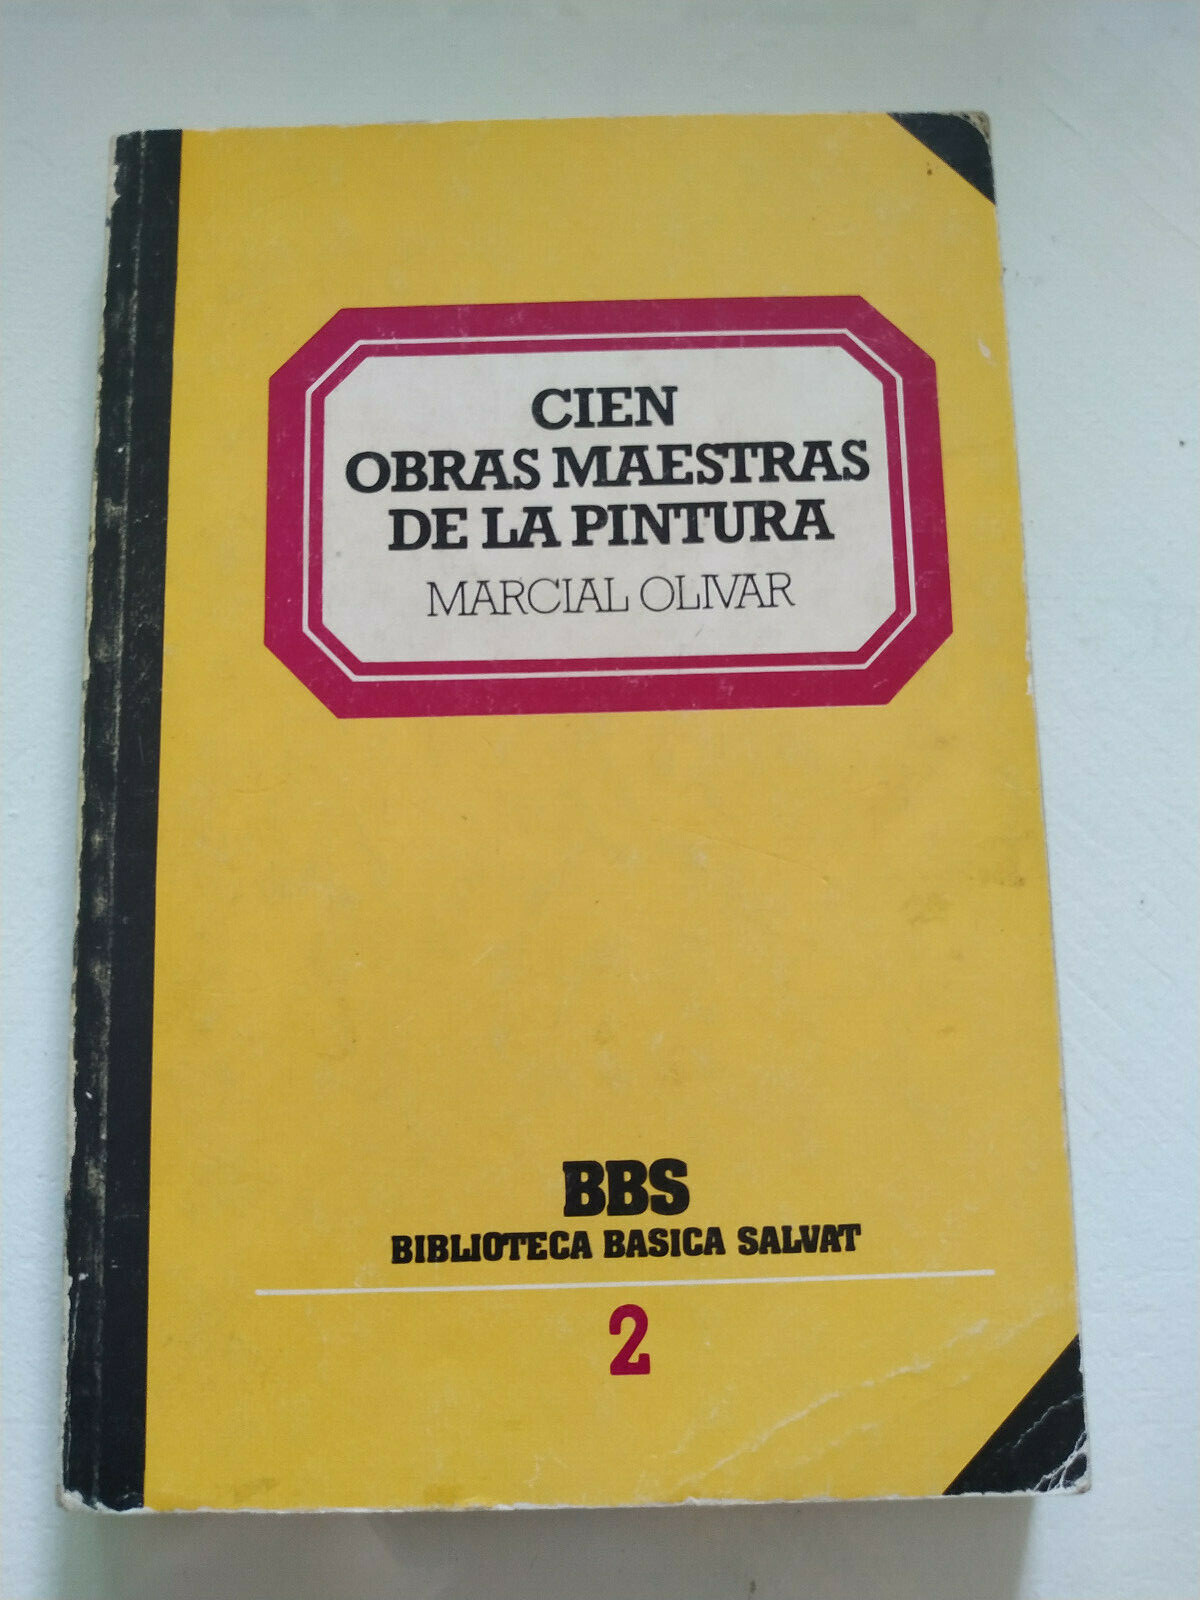 CIEN
OBRAS MAESTRAS
DE LA PINTURA
MARCIAL OLIVAR
BBS
BIBLIOTECA BASICA SALVAT
2